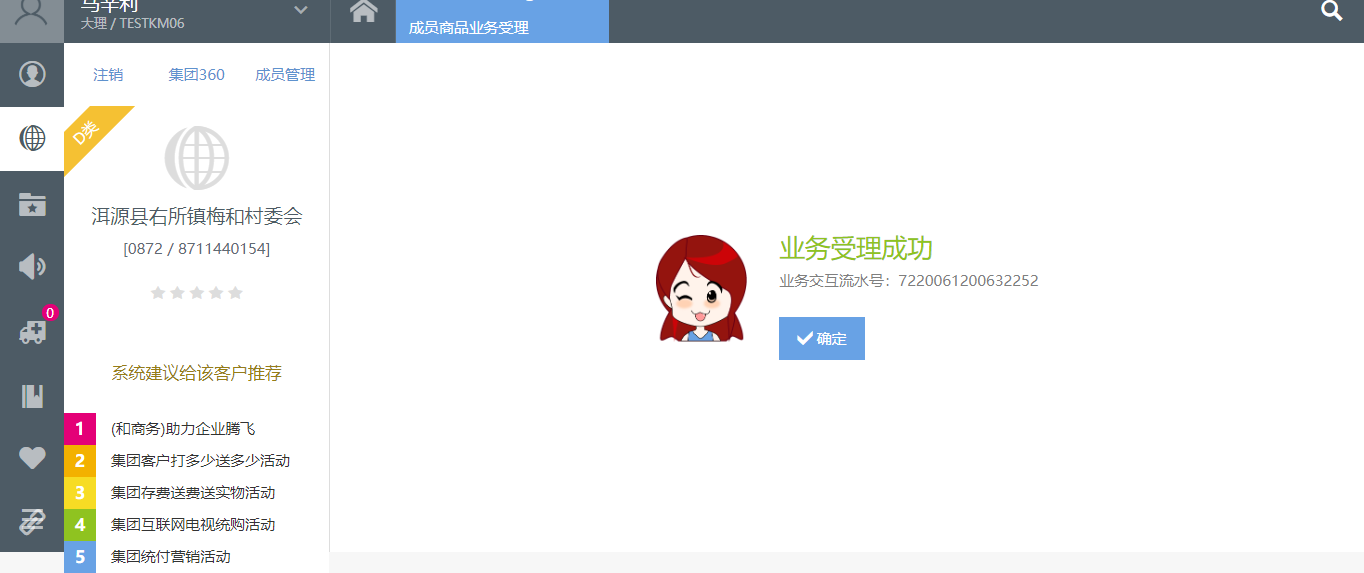 大理 / TESTKM06
成员商品业务受理
注销
集团360
成员管理
D类
洱源县右所镇梅和村委会
[0872 / 8711440154]
0
系统建议给该客户推荐
1 (和商务)助力企业腾飞
2 集团客户打多少送多少活动
3 集团存费送费送实物活动
4 集团互联网电视统购活动
5 集团统付营销活动
业务受理成功
业务交互流水号：7220061200632252
确定